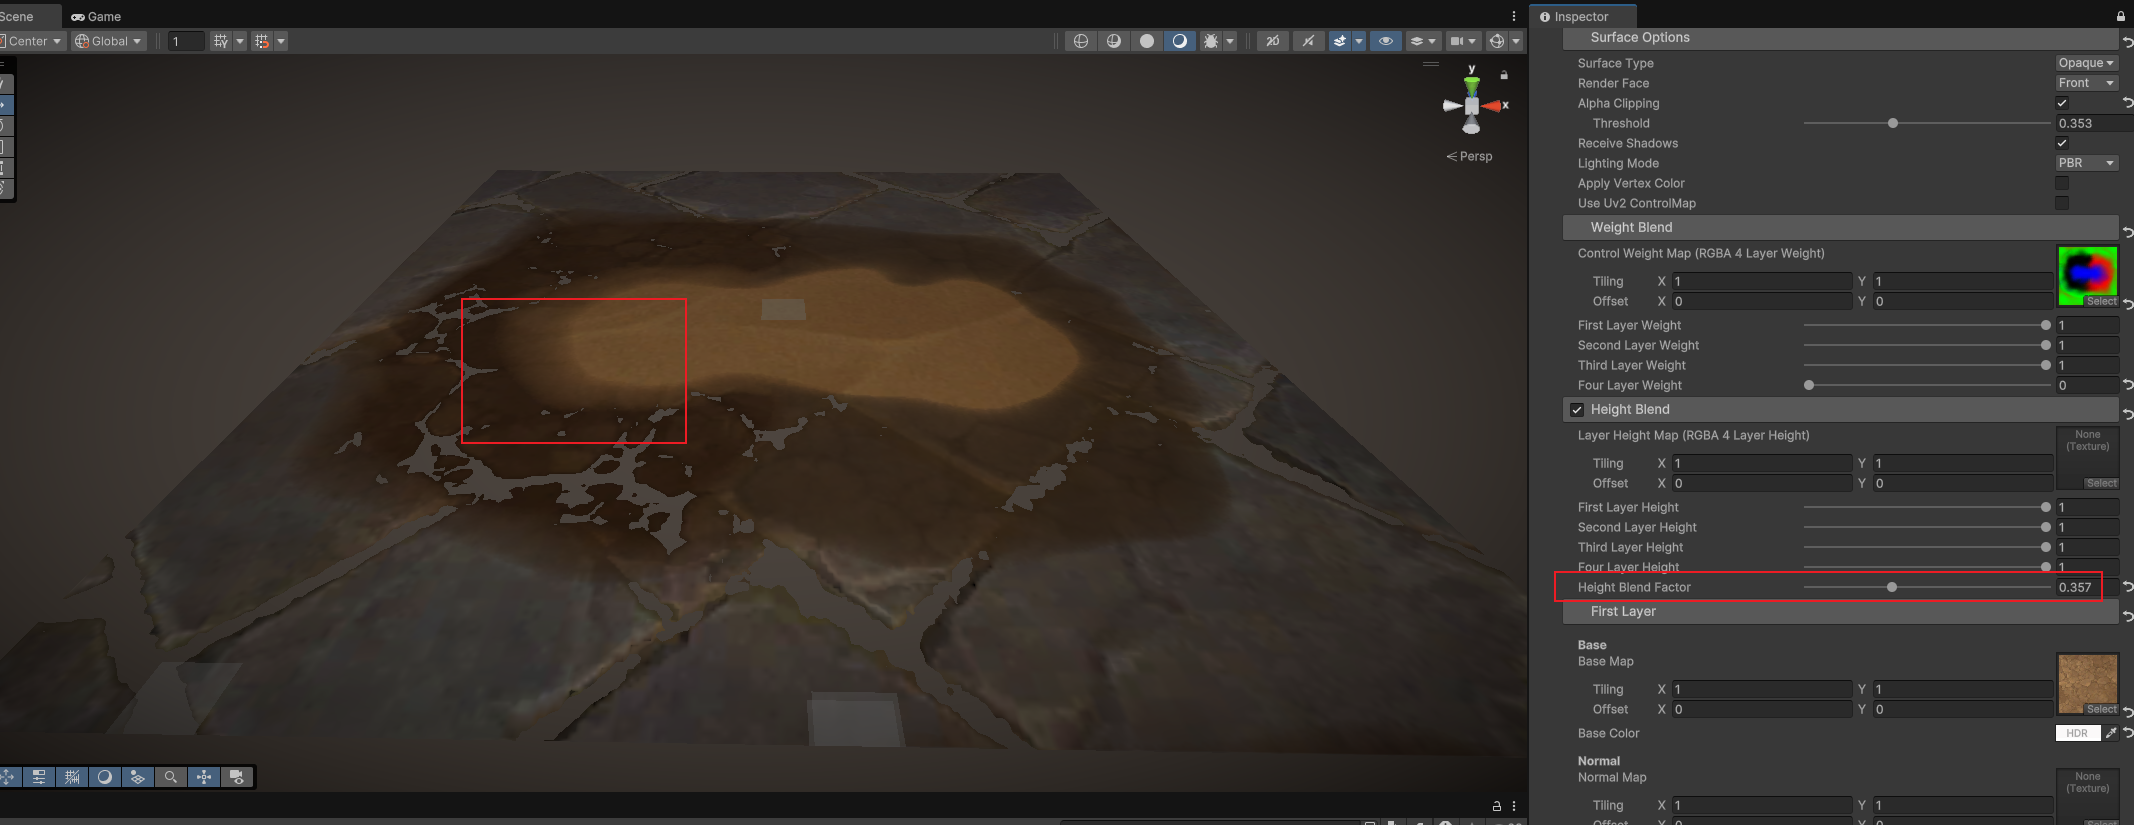 Scene
Game
Center
Global
1
2D
y
x
Persp
Inspector
Surface Options
Surface Type
Opaque
Render Face
Front
Alpha Clipping
Threshold
0.353
Receive Shadows
Lighting Mode
PBR
Apply Vertex Color
Use Uv2 ControlMap
Weight Blend
Control Weight Map (RGBA 4 Layer Weight)
Tiling X 1 Y 1
Offset X 0 Y 0
Select
First Layer Weight 1
Second Layer Weight 1
Third Layer Weight 1
Four Layer Weight 0
Height Blend
Layer Height Map (RGBA 4 Layer Height)
None
(Texture)
Tiling X 1 Y 1
Offset X 0 Y 0
Select
First Layer Height 1
Second Layer Height 1
Third Layer Height 1
Four Layer Height 1
Height Blend Factor 0.357
First Layer
Base
Base Map
Tiling X 1 Y 1
Offset X 0 Y 0
Select
Base Color
HDR
Normal
Normal Map
None
(Texture)
Tiling X 1 Y 1
Offset X 0 Y 0
Select